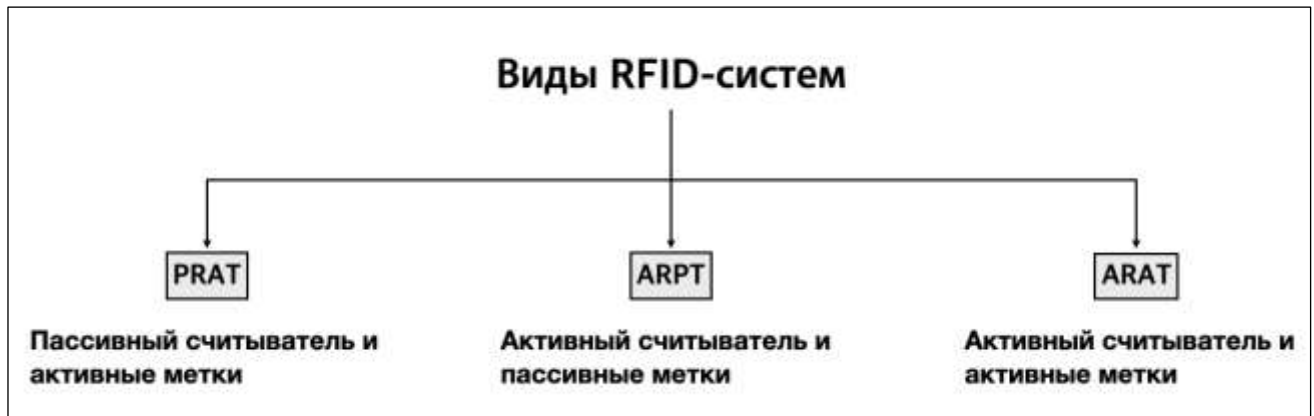 Виды RFID-систем
PRAT
ARPT
ARAT
Пассивный считыватель и
активные метки
Активный считыватель и
пассивные метки
Активный считыватель и
активные метки